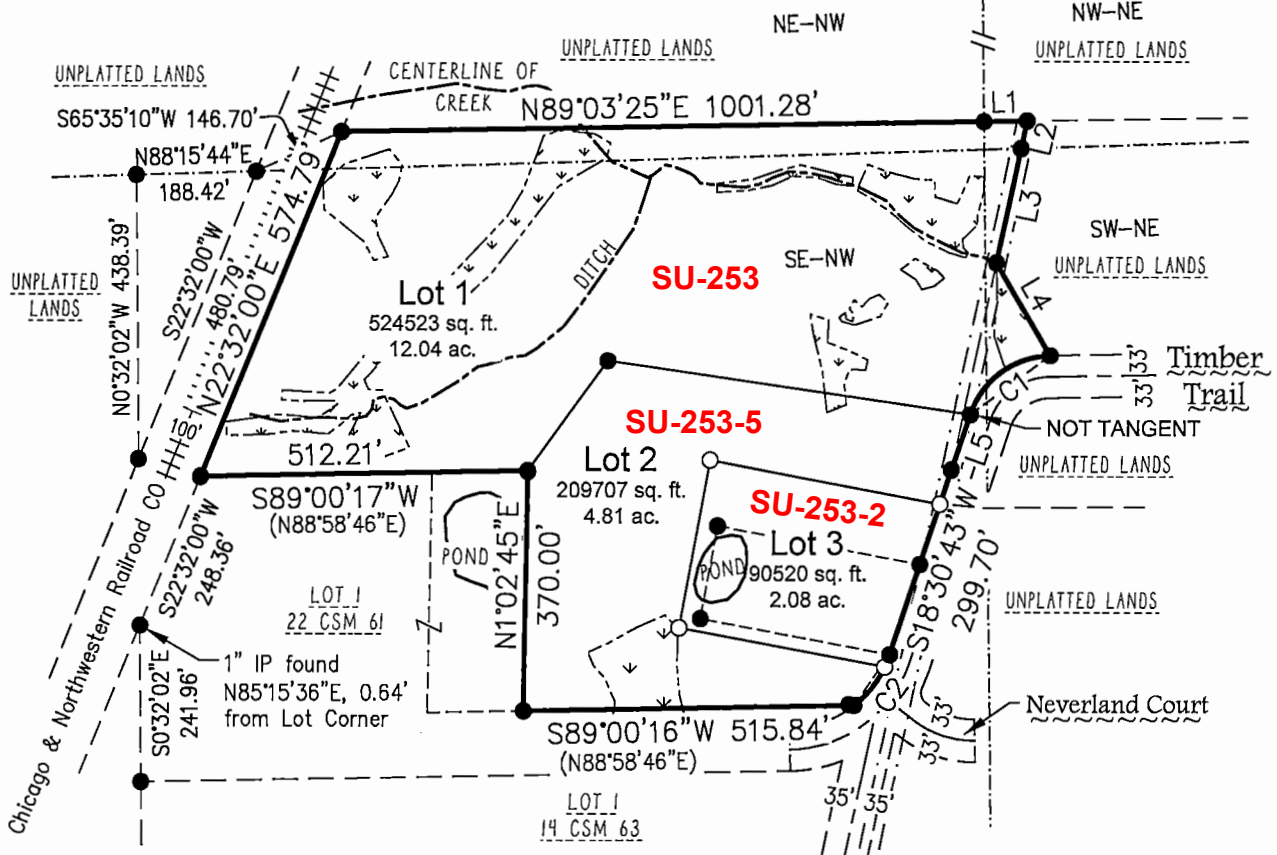 NE-NW
NW-NE
UNPLATTED LANDS
UNPLATTED LANDS
UNPLATTED LANDS
CENTERLINE OF
CREEK
S65°35'10"W 146.70'
N89°03'25"E 1001.28'
L1
L2
N88°15'44"E
188.42'
L3
N0°32'02"W 438.39'
S22°32'00"W
480.79'
N22°32'00"E 574.79'
UNPLATTED
LANDS
DITCH
SU-253
SE-NW
SW-NE
UNPLATTED LANDS
L4
Lot 1
524523 sq. ft.
12.04 ac.
33'
33'
Timber
Trail
C1
NOT TANGENT
SU-253-5
100'
512.21'
S89°00'17"W
(N88°58'46"E)
Lot 2
209707 sq. ft.
4.81 ac.
L5
UNPLATTED LANDS
SU-253-2
Lot 3
90520 sq. ft.
2.08 ac.
POND
POND
N1°02'45"E
370.00'
S18°30'43"W
299.70'
UNPLATTED LANDS
Chicago & Northwestern Railroad CO
S22°32'00"W
248.36'
LOT 1
22 CSM 61
1" IP found
N85°15'36"E, 0.64'
from Lot Corner
S0°32'02"E
241.96'
C2
Neverland Court
33'
33'
S89°00'16"W 515.84'
(N88°58'46"E)
35'
35'
LOT 1
14 CSM 63